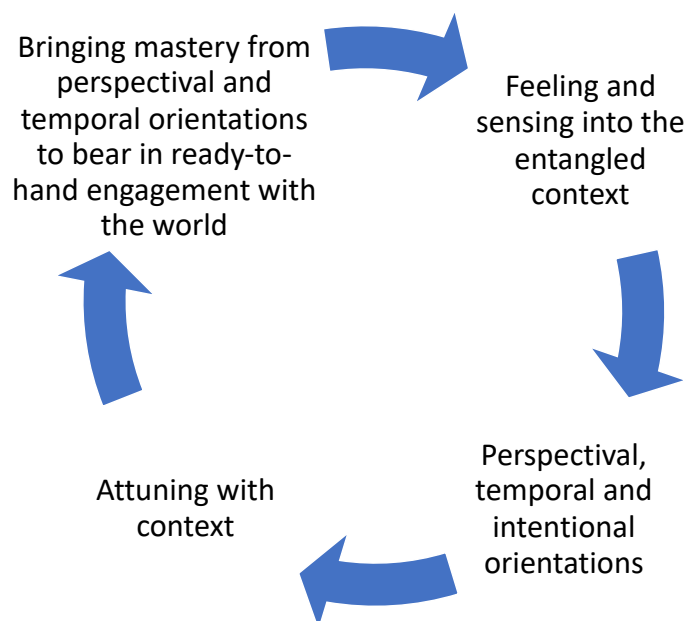 Bringing mastery from
perspectival and
temporal orientations
to bear in ready-to-
hand engagement with
the world
Feeling and
sensing into the
entangled
context
Perspectival,
temporal and
intentional
orientations
Attuning with
context